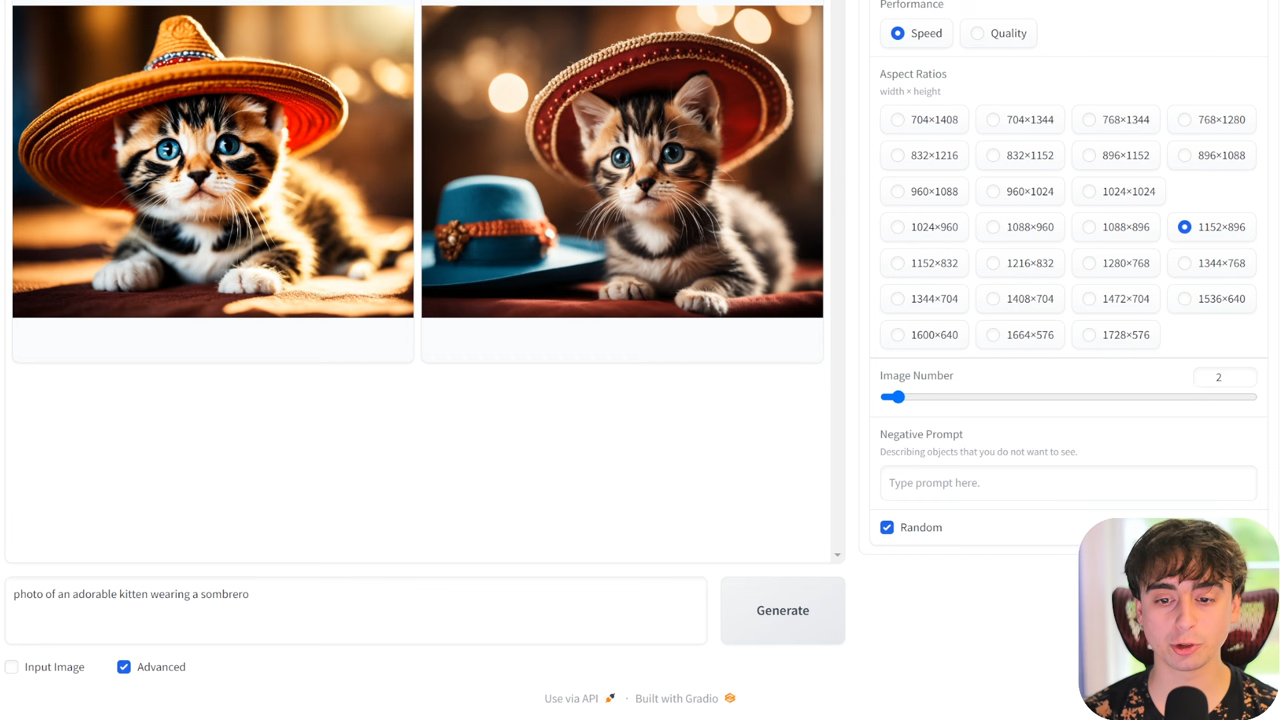 Performance
Speed
Quality
Aspect Ratios
width × height
704×1408
704×1344
768×1344
768×1280
832×1216
832×1152
896×1152
896×1088
960×1088
960×1024
1024×1024
1024×960
1088×960
1088×896
1152×896
1152×832
1216×832
1280×768
1344×768
1344×704
1408×704
1472×704
1536×640
1600×640
1664×576
1728×576
Image Number
2
Negative Prompt
Describing objects that you do not want to see.
Type prompt here.
Random
photo of an adorable kitten wearing a sombrero
Generate
Input Image
Advanced
Use via API
· Built with Gradio